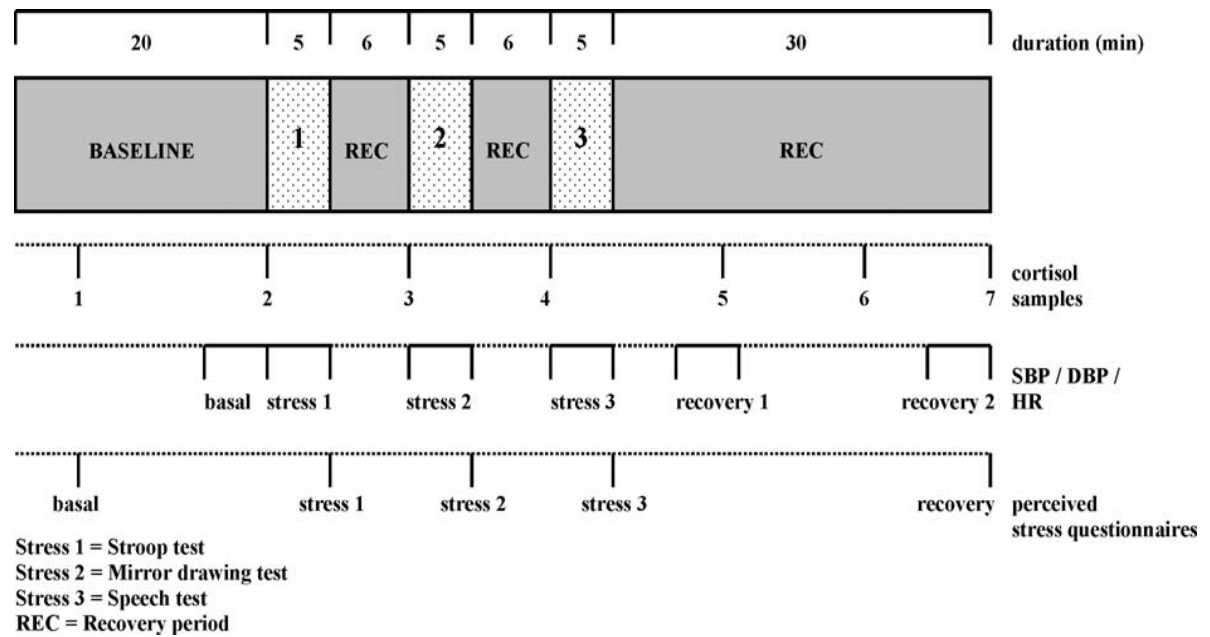 20 5 6 5 6 5 30 duration (min)
BASELINE 1 REC 2 REC 3 REC
cortisol
samples
1 2 3 4 5 6 7
SBP / DBP /
HR
basal stress 1 stress 2 stress 3 recovery 1 recovery 2
basal stress 1 stress 2 stress 3 recovery perceived
stress questionnaires
Stress 1 = Stroop test
Stress 2 = Mirror drawing test
Stress 3 = Speech test
REC = Recovery period